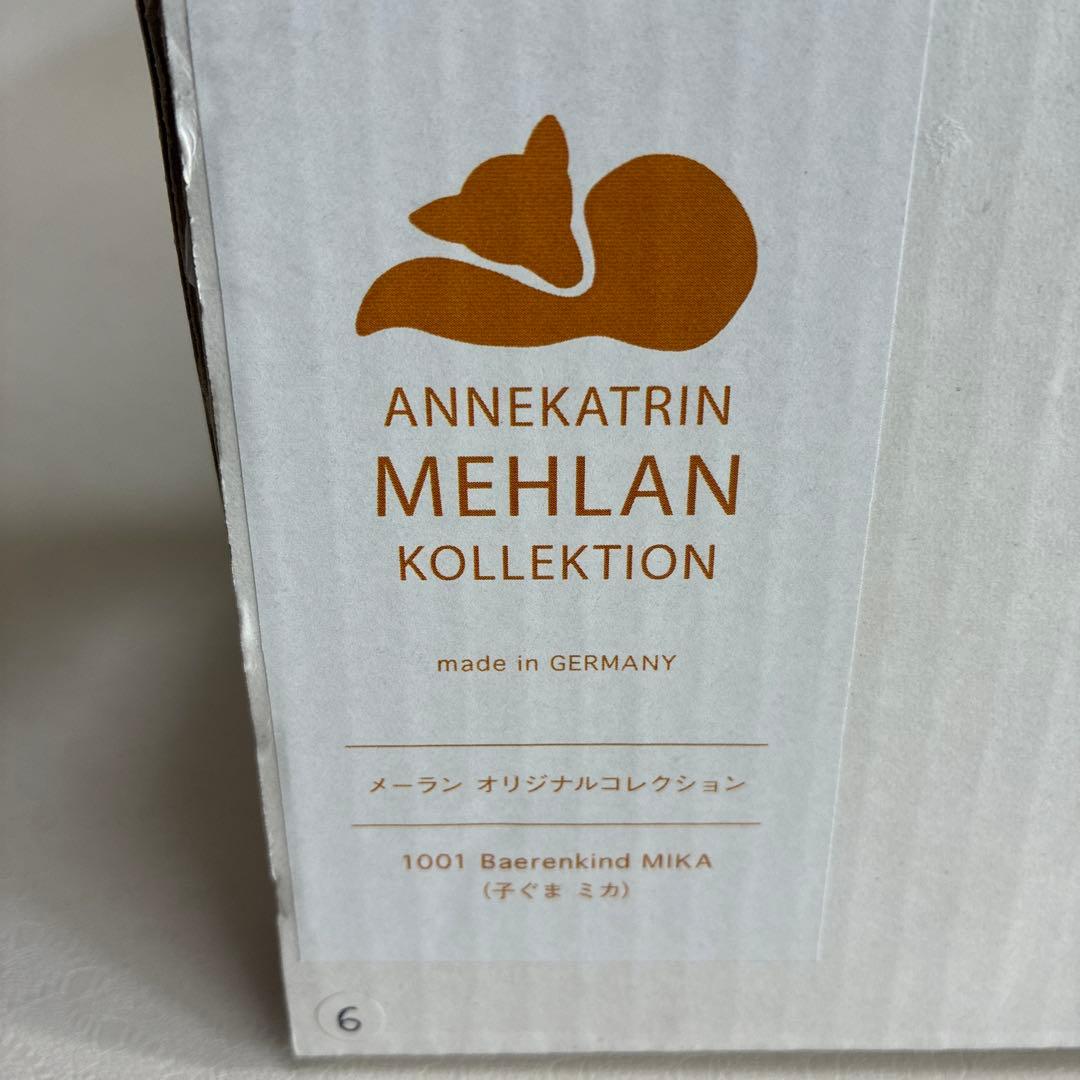 ANNEKATRIN
MEHLAN
KOLLEKTION
made in GERMANY
メーラン オリジナルコレクション
1001 Baerenkind MIKA
(子ぐま ミカ)
6